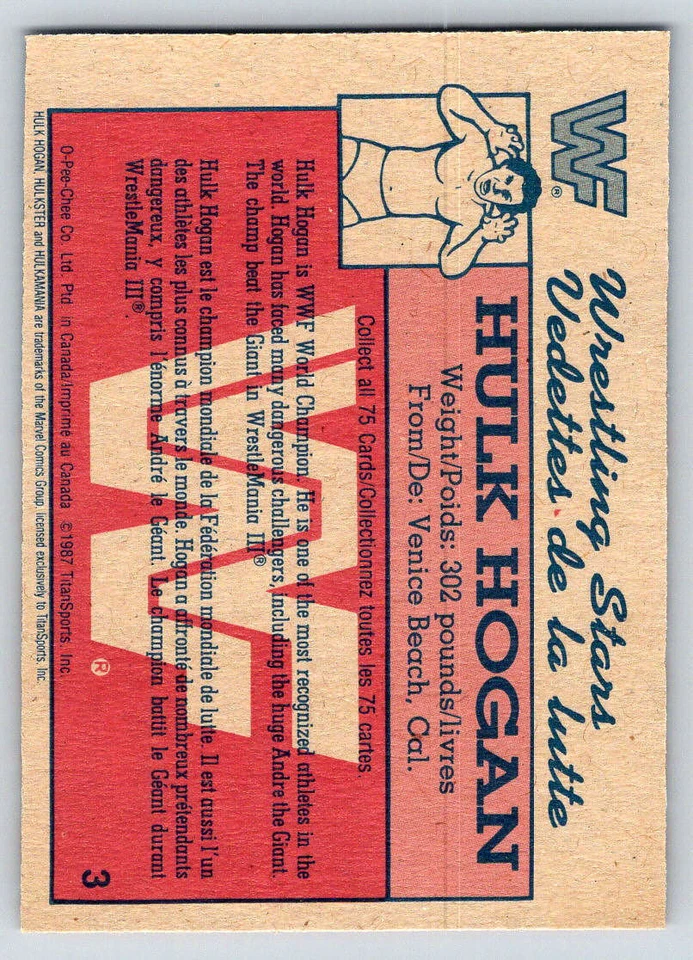 WF®
Wrestling Stars
Vedettes de la lutte
HULK HOGAN
Weight/Poids: 302 pounds/livres
From/De: Venice Beach, Cal.
Collect all 75 Cards/Collectionnez toutes les 75 cartes.
Hulk Hogan is WWF World Champion. He is one of the most recognized athletes in the
world. Hogan has faced many dangerous challengers, including the huge Andre the Giant.
The champ beat the Giant in WrestleMania III®
Hulk Hogan est le champion mondiale de la Fédération mondiale de lutte. Il est aussi l'un
des athlètes les plus connus à travers le monde. Hogan a affronté de nombreux prétendants
dangereux, y compris l'énorme André le Géant. Le champion battit le Géant durant
WrestleMania III®
®
3
O-Pee-Chee Co. Ltd. Ptd. in Canada/Imprimé au Canada ©1987 TitanSports, Inc.
HULK HOGAN, HULKSTER and HULKAMANIA are trademarks of the Marvel Comics Group, licensed exclusively to TitanSports, Inc.